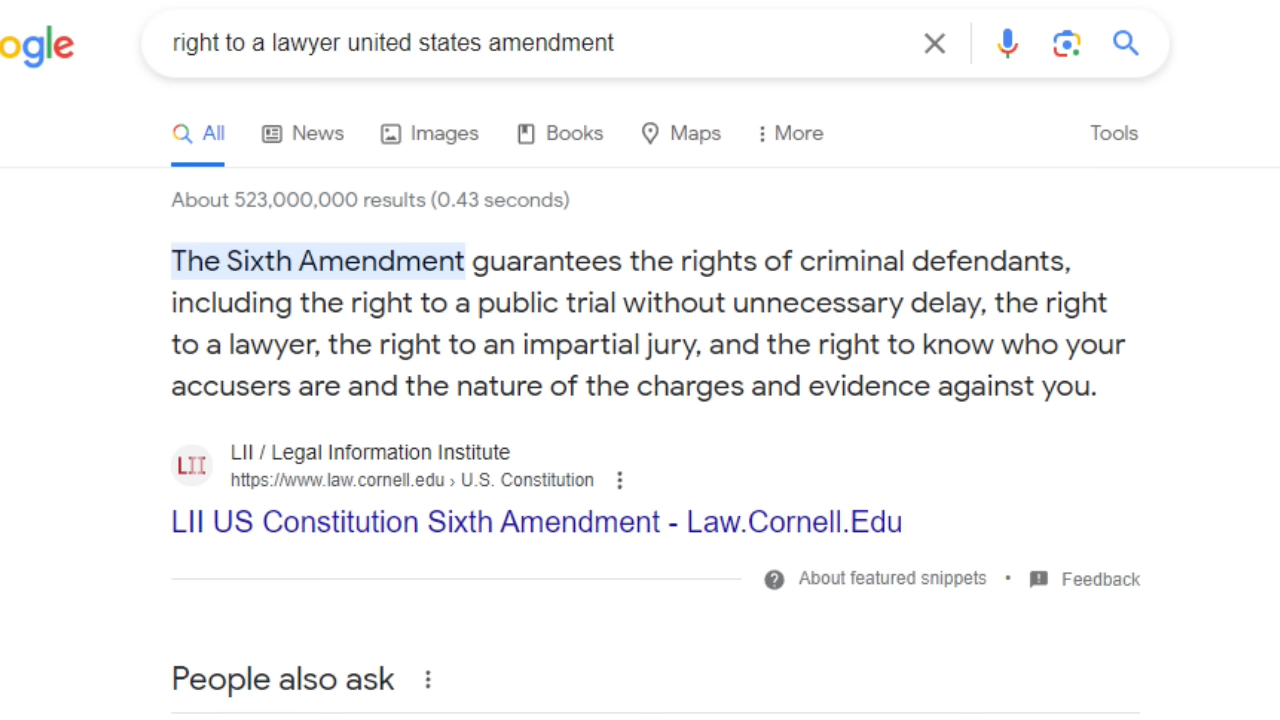 ogle
right to a lawyer united states amendment
All News Images Books Maps More Tools
About 523,000,000 results (0.43 seconds)
The Sixth Amendment guarantees the rights of criminal defendants,
including the right to a public trial without unnecessary delay, the right
to a lawyer, the right to an impartial jury, and the right to know who your
accusers are and the nature of the charges and evidence against you.
LII LII / Legal Information Institute
https://www.law.cornell.edu › U.S. Constitution
LII US Constitution Sixth Amendment - Law.Cornell.Edu
About featured snippets • Feedback
People also ask